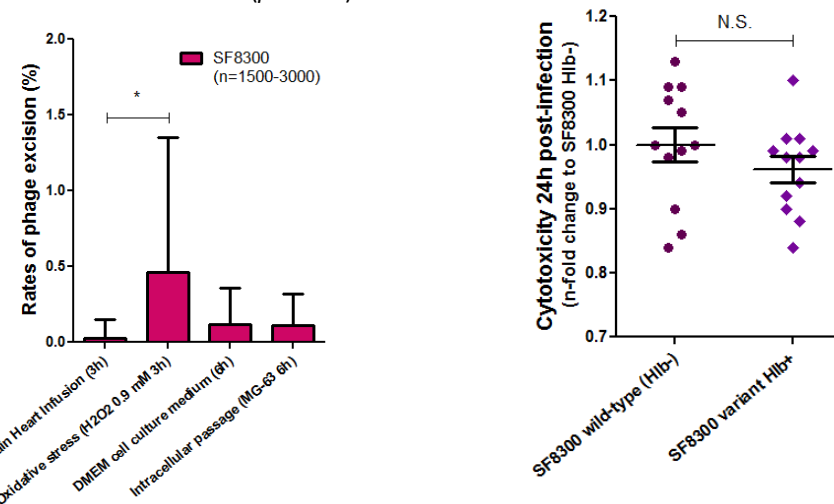 Rates of phage excision (%)
2.0
1.5
1.0
0.5
0.0
*
SF8300
(n=1500-3000)
Heart Infusion (3h)
Oxidative stress (H2O2 0.9 mM 3h)
DMEM cell culture medium (6h)
Intracellular passage (MG-63 6h)
Cytotoxicity 24h post-infection
(n-fold change to SF8300 Hlb-)
1.2
1.1
1.0
0.9
0.8
0.7
N.S.
SF8300 wild-type (Hlb-)
SF8300 variant Hlb+